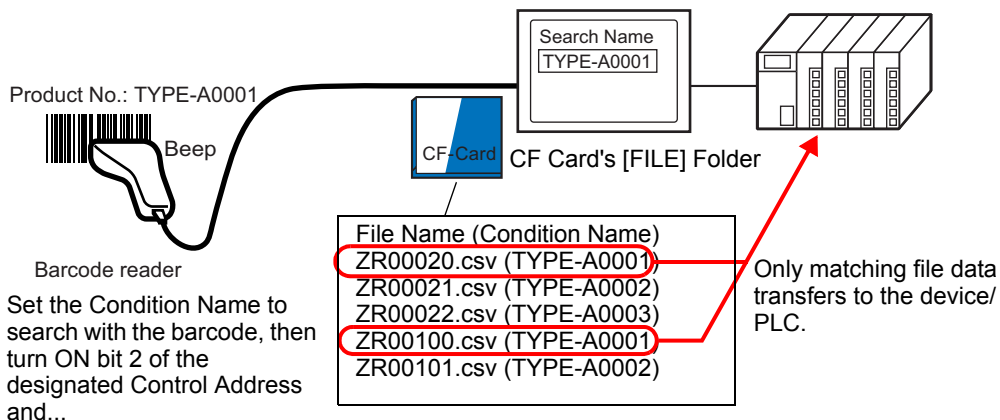 Search Name
TYPE-A0001
Product No.: TYPE-A0001
Beep
CF-Card
CF Card's [FILE] Folder
File Name (Condition Name)
ZR00020.csv (TYPE-A0001)
ZR00021.csv (TYPE-A0002)
ZR00022.csv (TYPE-A0003)
ZR00100.csv (TYPE-A0001)
ZR00101.csv (TYPE-A0002)
Barcode reader
Set the Condition Name to
search with the barcode, then
turn ON bit 2 of the
designated Control Address
and...
Only matching file data
transfers to the device/
PLC.